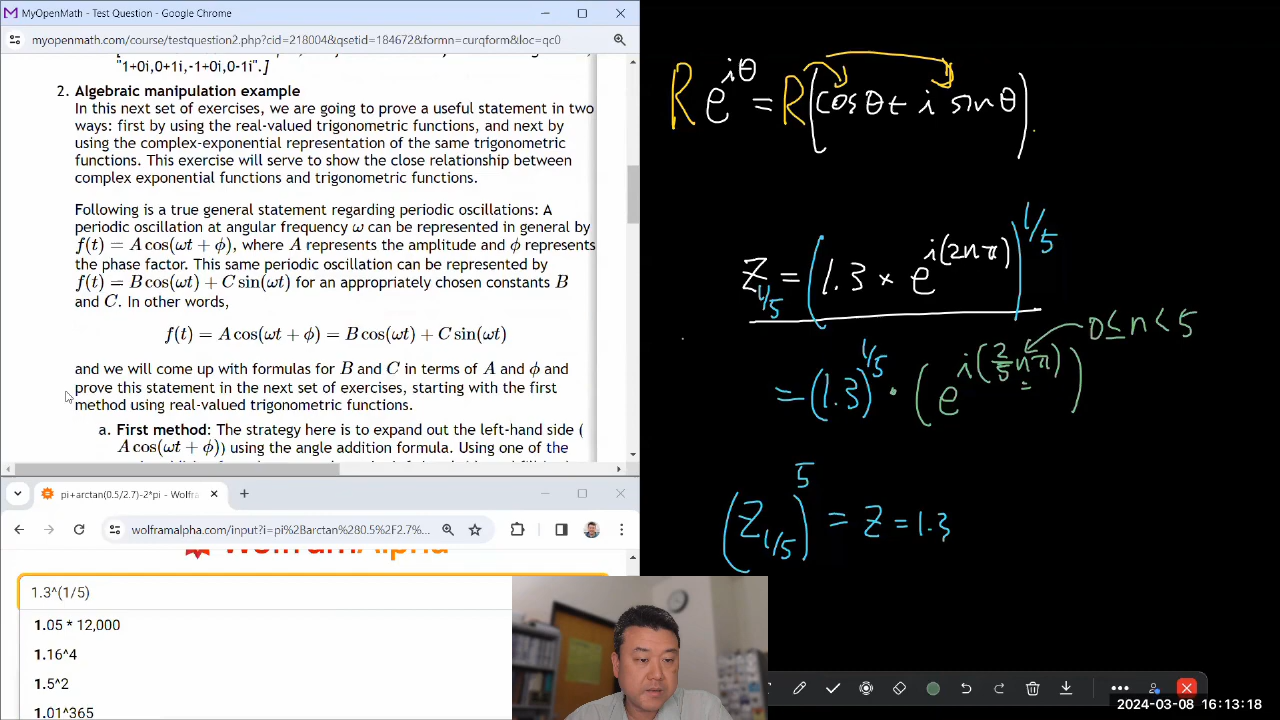 MyOpenMath - Test Question - Google Chrome
myopenmath.com/course/testquestion2.php?cid=218004&qsetid=184672&formn=curqform&loc=qc0
"1+0i,0+1i,-1+0i,0-1i".]
2. Algebraic manipulation example
In this next set of exercises, we are going to prove a useful statement in two
ways: first by using the real-valued trigonometric functions, and next by
using the complex-exponential representation of the same trigonometric
functions. This exercise will serve to show the close relationship between
complex exponential functions and trigonometric functions.
Following is a true general statement regarding periodic oscillations: A
periodic oscillation at angular frequency ω can be represented in general by
f(t) = A cos(ωt + ϕ), where A represents the amplitude and ϕ represents
the phase factor. This same periodic oscillation can be represented by
f(t) = B cos(ωt) + C sin(ωt) for an appropriately chosen constants B
and C. In other words,
f(t) = A cos(ωt + ϕ) = B cos(ωt) + C sin(ωt)
and we will come up with formulas for B and C in terms of A and ϕ and
prove this statement in the next set of exercises, starting with the first
method using real-valued trigonometric functions.
a. First method: The strategy here is to expand out the left-hand side (
A cos(ωt + ϕ)) using the angle addition formula. Using one of the
pi+arctan(0.5/2.7)-2*pi - Wolfr
wolframalpha.com/input?i=pi%2Barctan%280.5%2F2.7%...
WolframAlpha
1.3^(1/5)
1.05 * 12,000
1.16^4
1.5^2
1.01^365
R e^{iθ} = R(cosθ + i sinθ)
Z_{1/5} = (1.3 × e^{i(2nπ)})^{1/5}
0 ≤ n < 5
= (1.3)^{1/5} · (e^{i(2/5 nπ)})
(Z_{1/5})^5 = Z = 1.3
2024-03-08 16:13:18